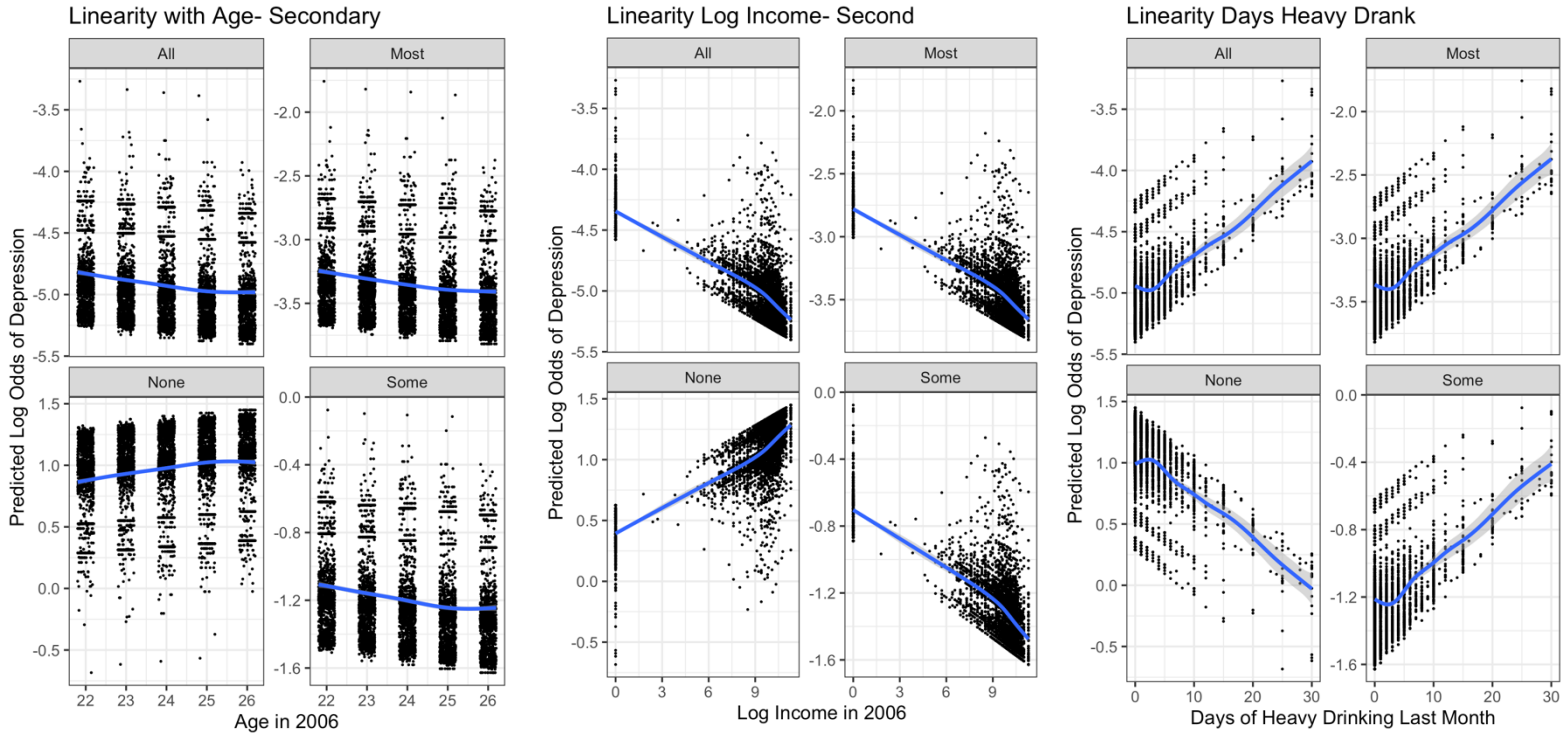 Linearity with Age- Secondary
Predicted Log Odds of Depression
All
Most
-3.5
-4.0
-4.5
-5.0
-5.5
-2.0
-2.5
-3.0
-3.5
None
Some
1.5
1.0
0.5
0.0
-0.5
0.0
-0.4
-0.8
-1.2
-1.6
22 23 24 25 26
22 23 24 25 26
Age in 2006
Linearity Log Income- Second
Predicted Log Odds of Depression
All
Most
-3.5
-4.0
-4.5
-5.0
-5.5
-2.0
-2.5
-3.0
-3.5
None
Some
1.5
1.0
0.5
0.0
-0.5
0.0
-0.4
-0.8
-1.2
-1.6
0 3 6 9
0 3 6 9
Log Income in 2006
Linearity Days Heavy Drank
Predicted Log Odds of Depression
All
Most
-3.5
-4.0
-4.5
-5.0
-5.5
-2.0
-2.5
-3.0
-3.5
None
Some
1.5
1.0
0.5
0.0
-0.5
0.0
-0.4
-0.8
-1.2
-1.6
0 10 20 30
0 10 20 30
Days of Heavy Drinking Last Month